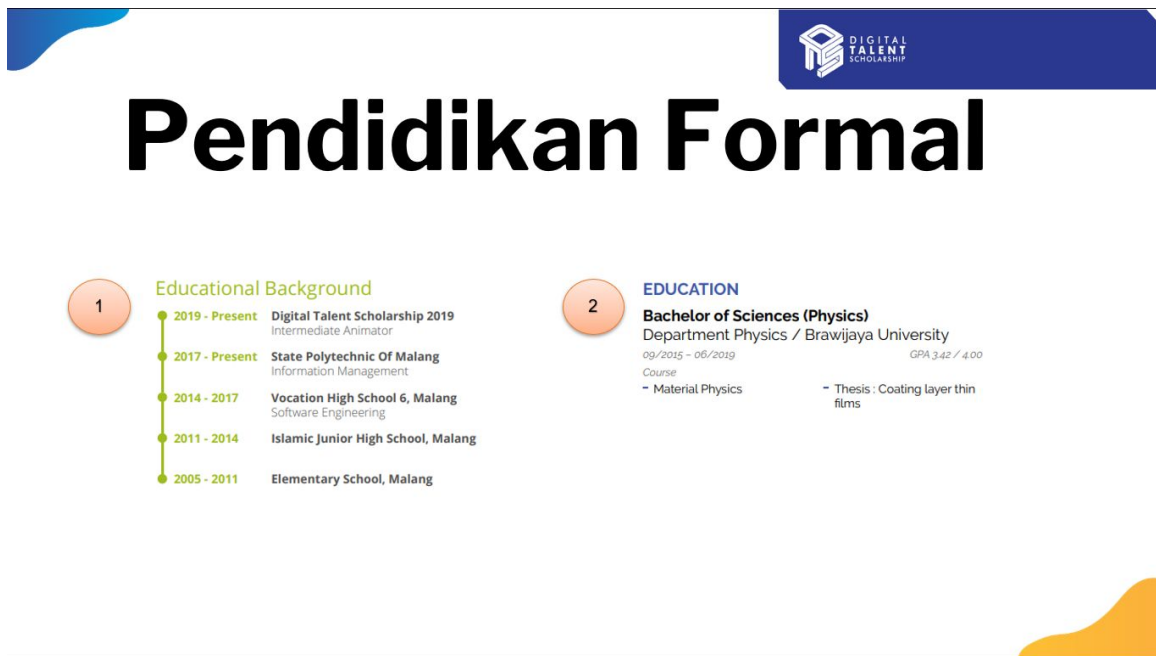 DIGITAL
TALENT
SCHOLARSHIP
Pendidikan Formal
1
Educational Background
2019 - Present Digital Talent Scholarship 2019
Intermediate Animator
2017 - Present State Polytechnic Of Malang
Information Management
2014 - 2017 Vocation High School 6, Malang
Software Engineering
2011 - 2014 Islamic Junior High School, Malang
2005 - 2011 Elementary School, Malang
2
EDUCATION
Bachelor of Sciences (Physics)
Department Physics / Brawijaya University
09/2015 – 06/2019 GPA 3.42 / 4.00
Course
- Material Physics
- Thesis : Coating layer thin
films